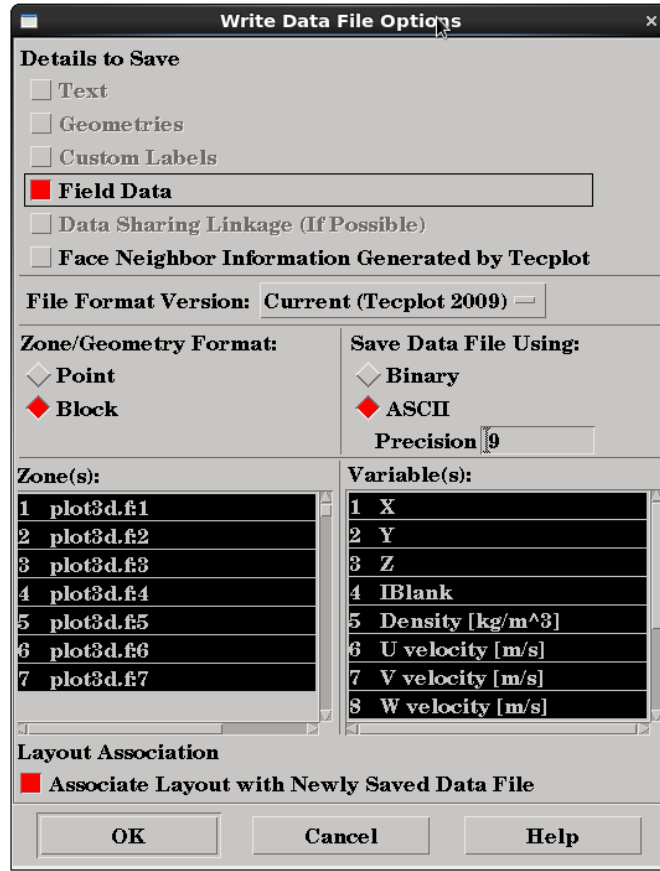 Write Data File Options
Details to Save
Text
Geometries
Custom Labels
Field Data
Data Sharing Linkage (If Possible)
Face Neighbor Information Generated by Tecplot
File Format Version: Current (Tecplot 2009)
Zone/Geometry Format:
Point
Block
Save Data File Using:
Binary
ASCII
Precision 9
Zone(s):
1 plot3d.f:1
2 plot3d.f:2
3 plot3d.f:3
4 plot3d.f:4
5 plot3d.f:5
6 plot3d.f:6
7 plot3d.f:7
Variable(s):
1 X
2 Y
3 Z
4 IBlank
5 Density [kg/m^3]
6 U velocity [m/s]
7 V velocity [m/s]
8 W velocity [m/s]
Layout Association
Associate Layout with Newly Saved Data File
OK Cancel Help